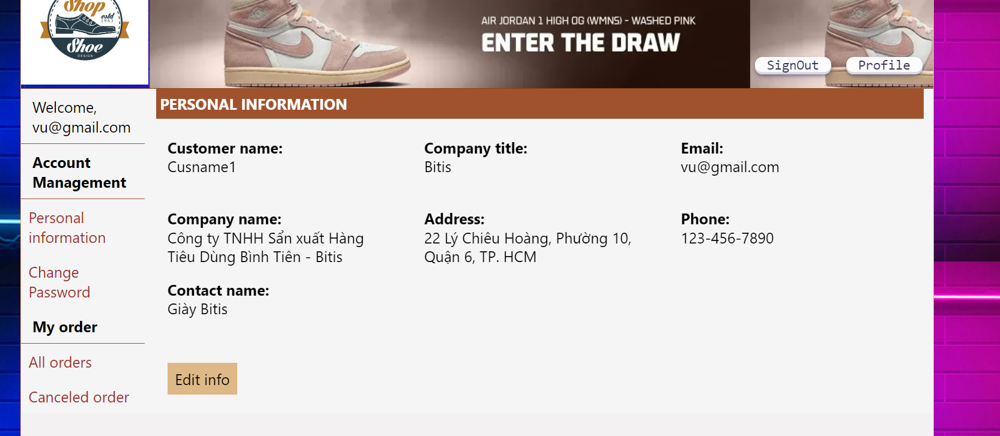 Shop
estd
1963
Shoe
DESIGN
AIR JORDAN 1 HIGH OG (WMNS) - WASHED PINK
ENTER THE DRAW
SignOut
Profile
Welcome,
vu@gmail.com
Account
Management
Personal
information
Change
Password
My order
All orders
Canceled order
PERSONAL INFORMATION
Customer name:
Cusname1
Company title:
Bitis
Email:
vu@gmail.com
Company name:
Công ty TNHH Sẩn xuất Hàng
Tiêu Dùng Bình Tiên - Bitis
Address:
22 Lý Chiêu Hoàng, Phường 10,
Quận 6, TP. HCM
Phone:
123-456-7890
Contact name:
Giày Bitis
Edit info